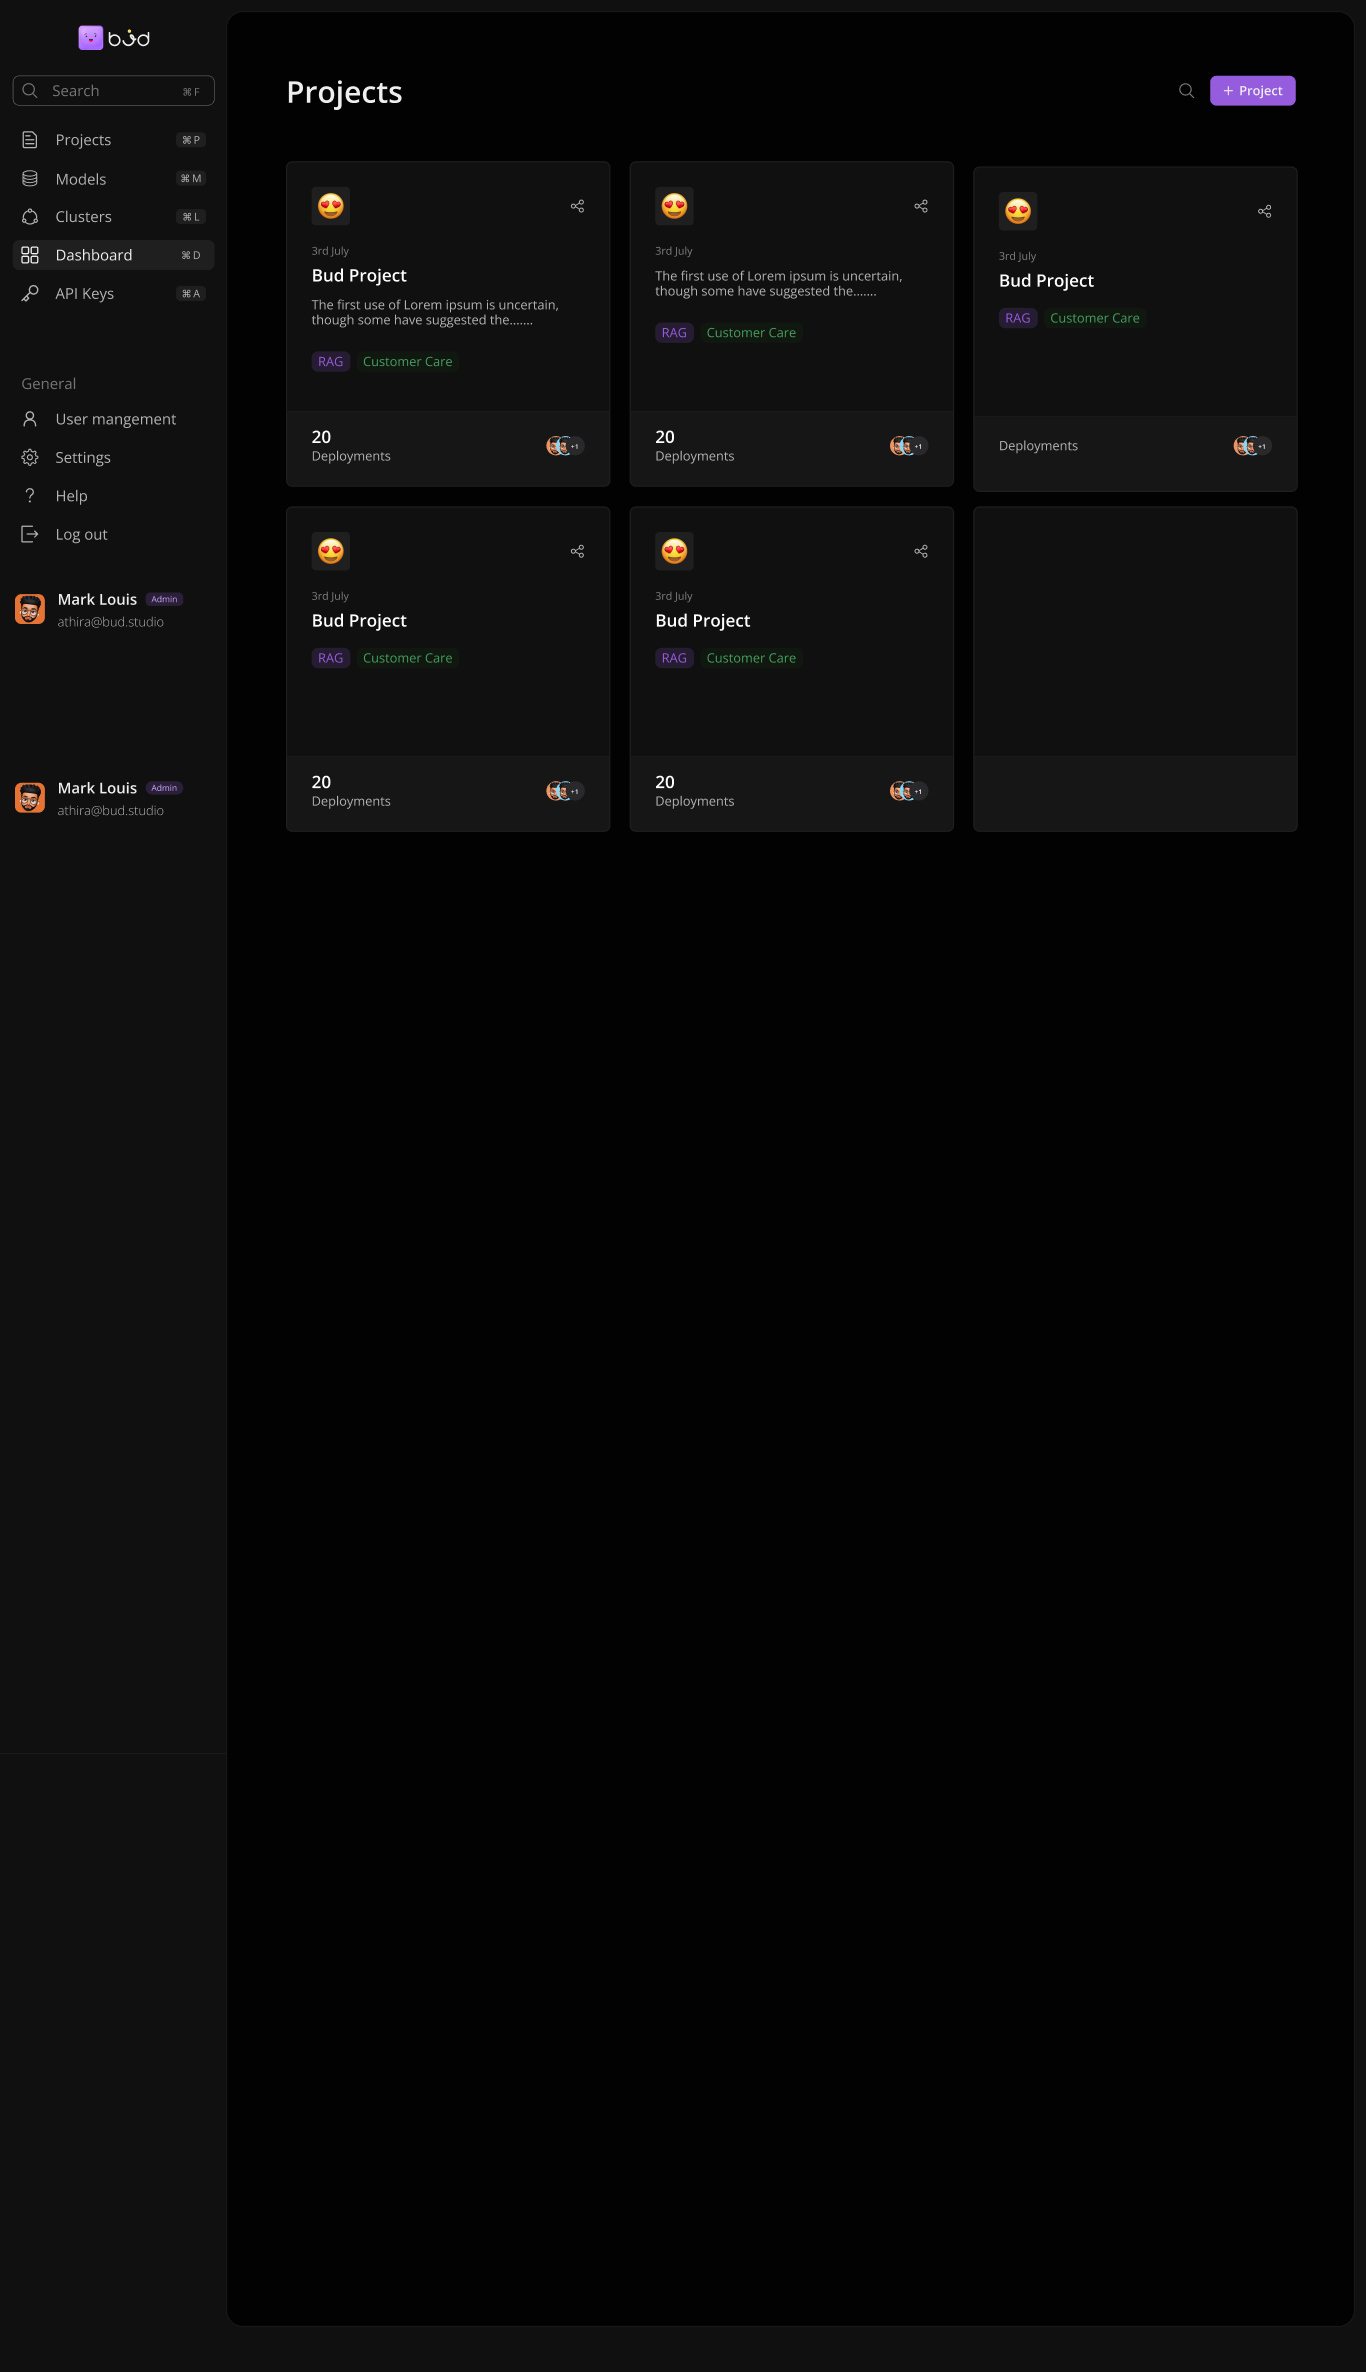 bud
Search ⌘ F
Projects ⌘ P
Models ⌘ M
Clusters ⌘ L
Dashboard ⌘ D
API Keys ⌘ A
General
User mangement
Settings
Help
Log out
Mark Louis Admin
athira@bud.studio
Mark Louis Admin
athira@bud.studio
Projects
+ Project
3rd July
Bud Project
The first use of Lorem ipsum is uncertain,
though some have suggested the.......
RAG Customer Care
20
Deployments
+1
3rd July
The first use of Lorem ipsum is uncertain,
though some have suggested the.......
RAG Customer Care
20
Deployments
+1
3rd July
Bud Project
RAG Customer Care
Deployments
+1
3rd July
Bud Project
RAG Customer Care
20
Deployments
+1
3rd July
Bud Project
RAG Customer Care
20
Deployments
+1